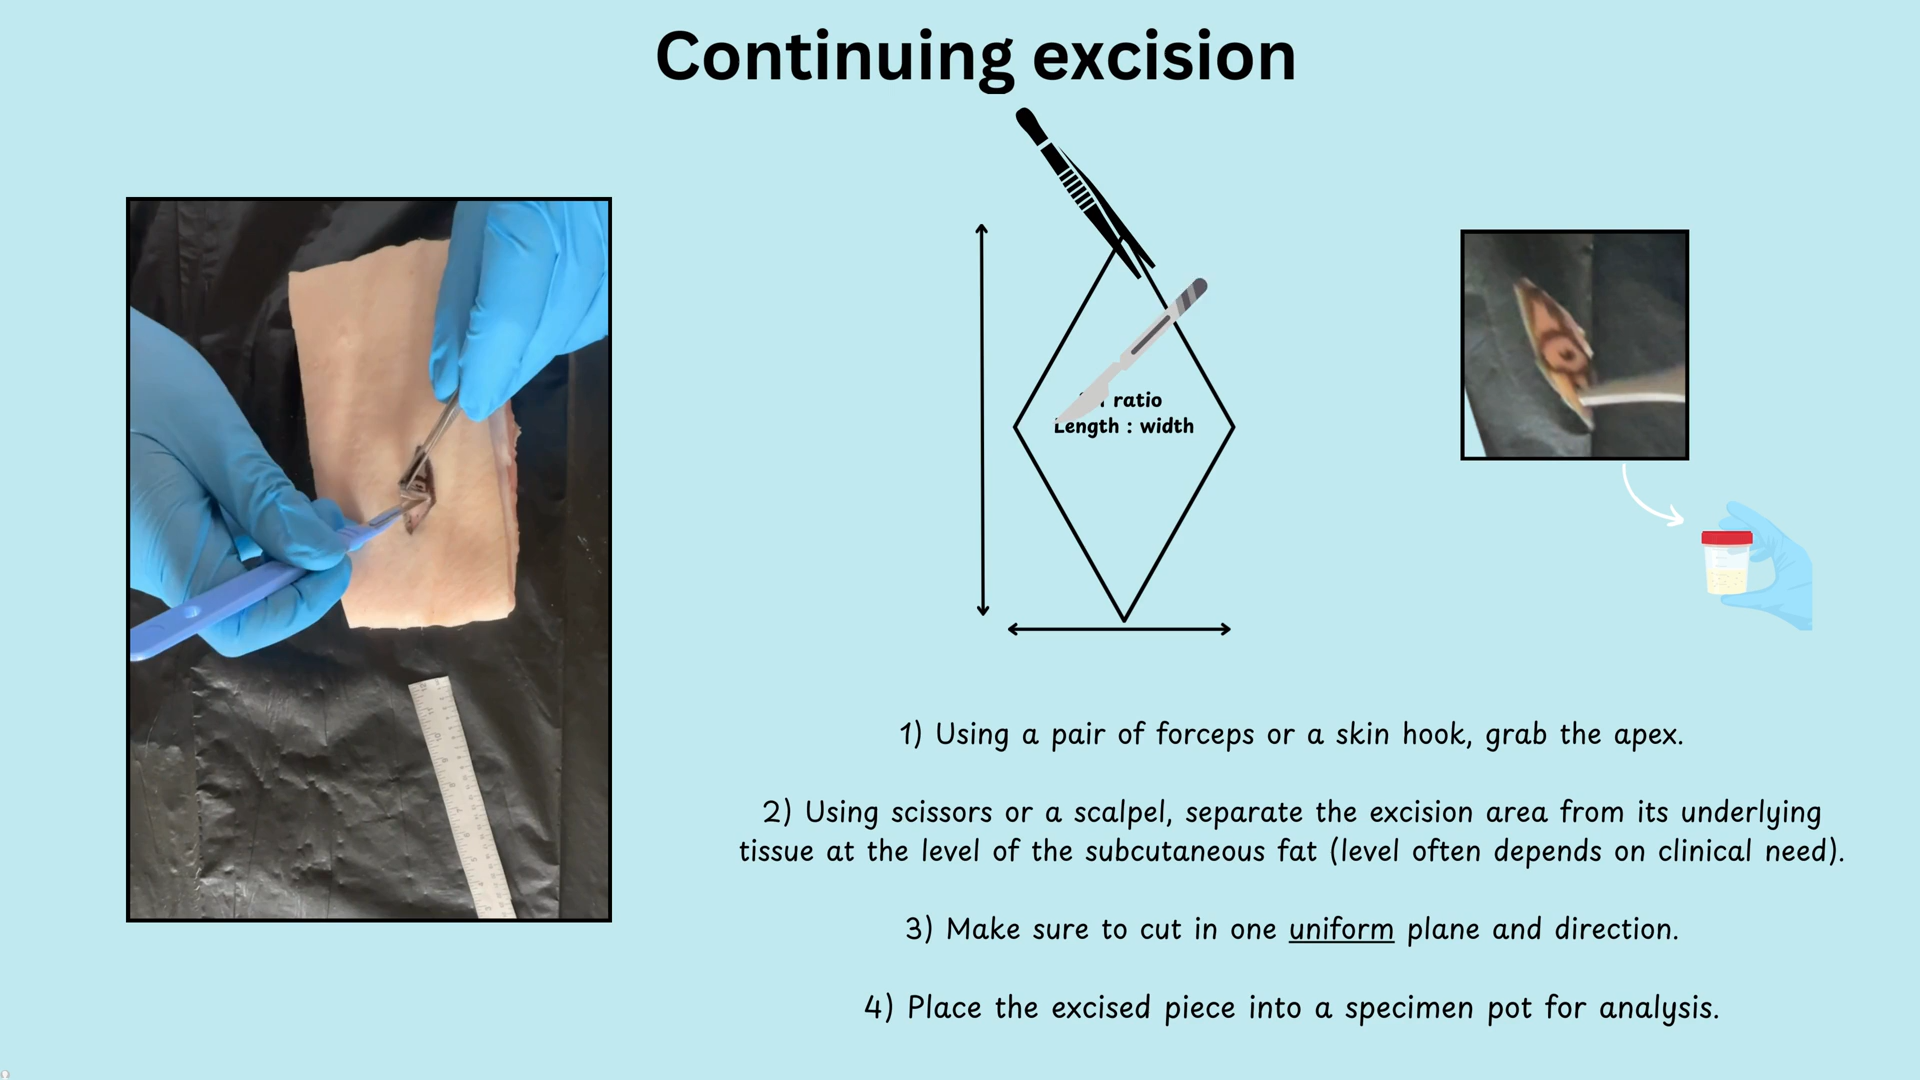 Continuing excision
ratio
Length : width
1) Using a pair of forceps or a skin hook, grab the apex.
2) Using scissors or a scalpel, separate the excision area from its underlying
tissue at the level of the subcutaneous fat (level often depends on clinical need).
3) Make sure to cut in one uniform plane and direction.
4) Place the excised piece into a specimen pot for analysis.